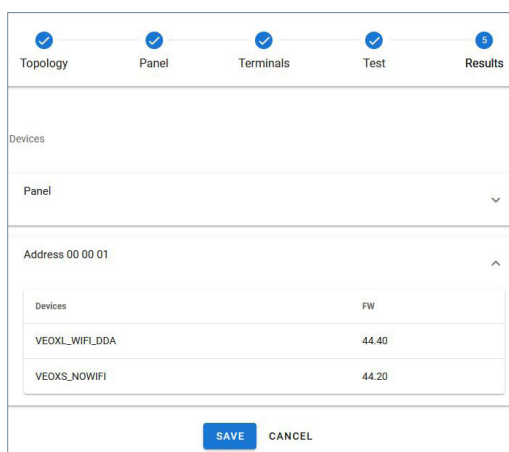 5
Topology Panel Terminals Test Results
Devices
Panel
Address 00 00 01
Devices FW
VEOXL_WIFI_DDA 44.40
VEOXS_NOWIFI 44.20
SAVE CANCEL